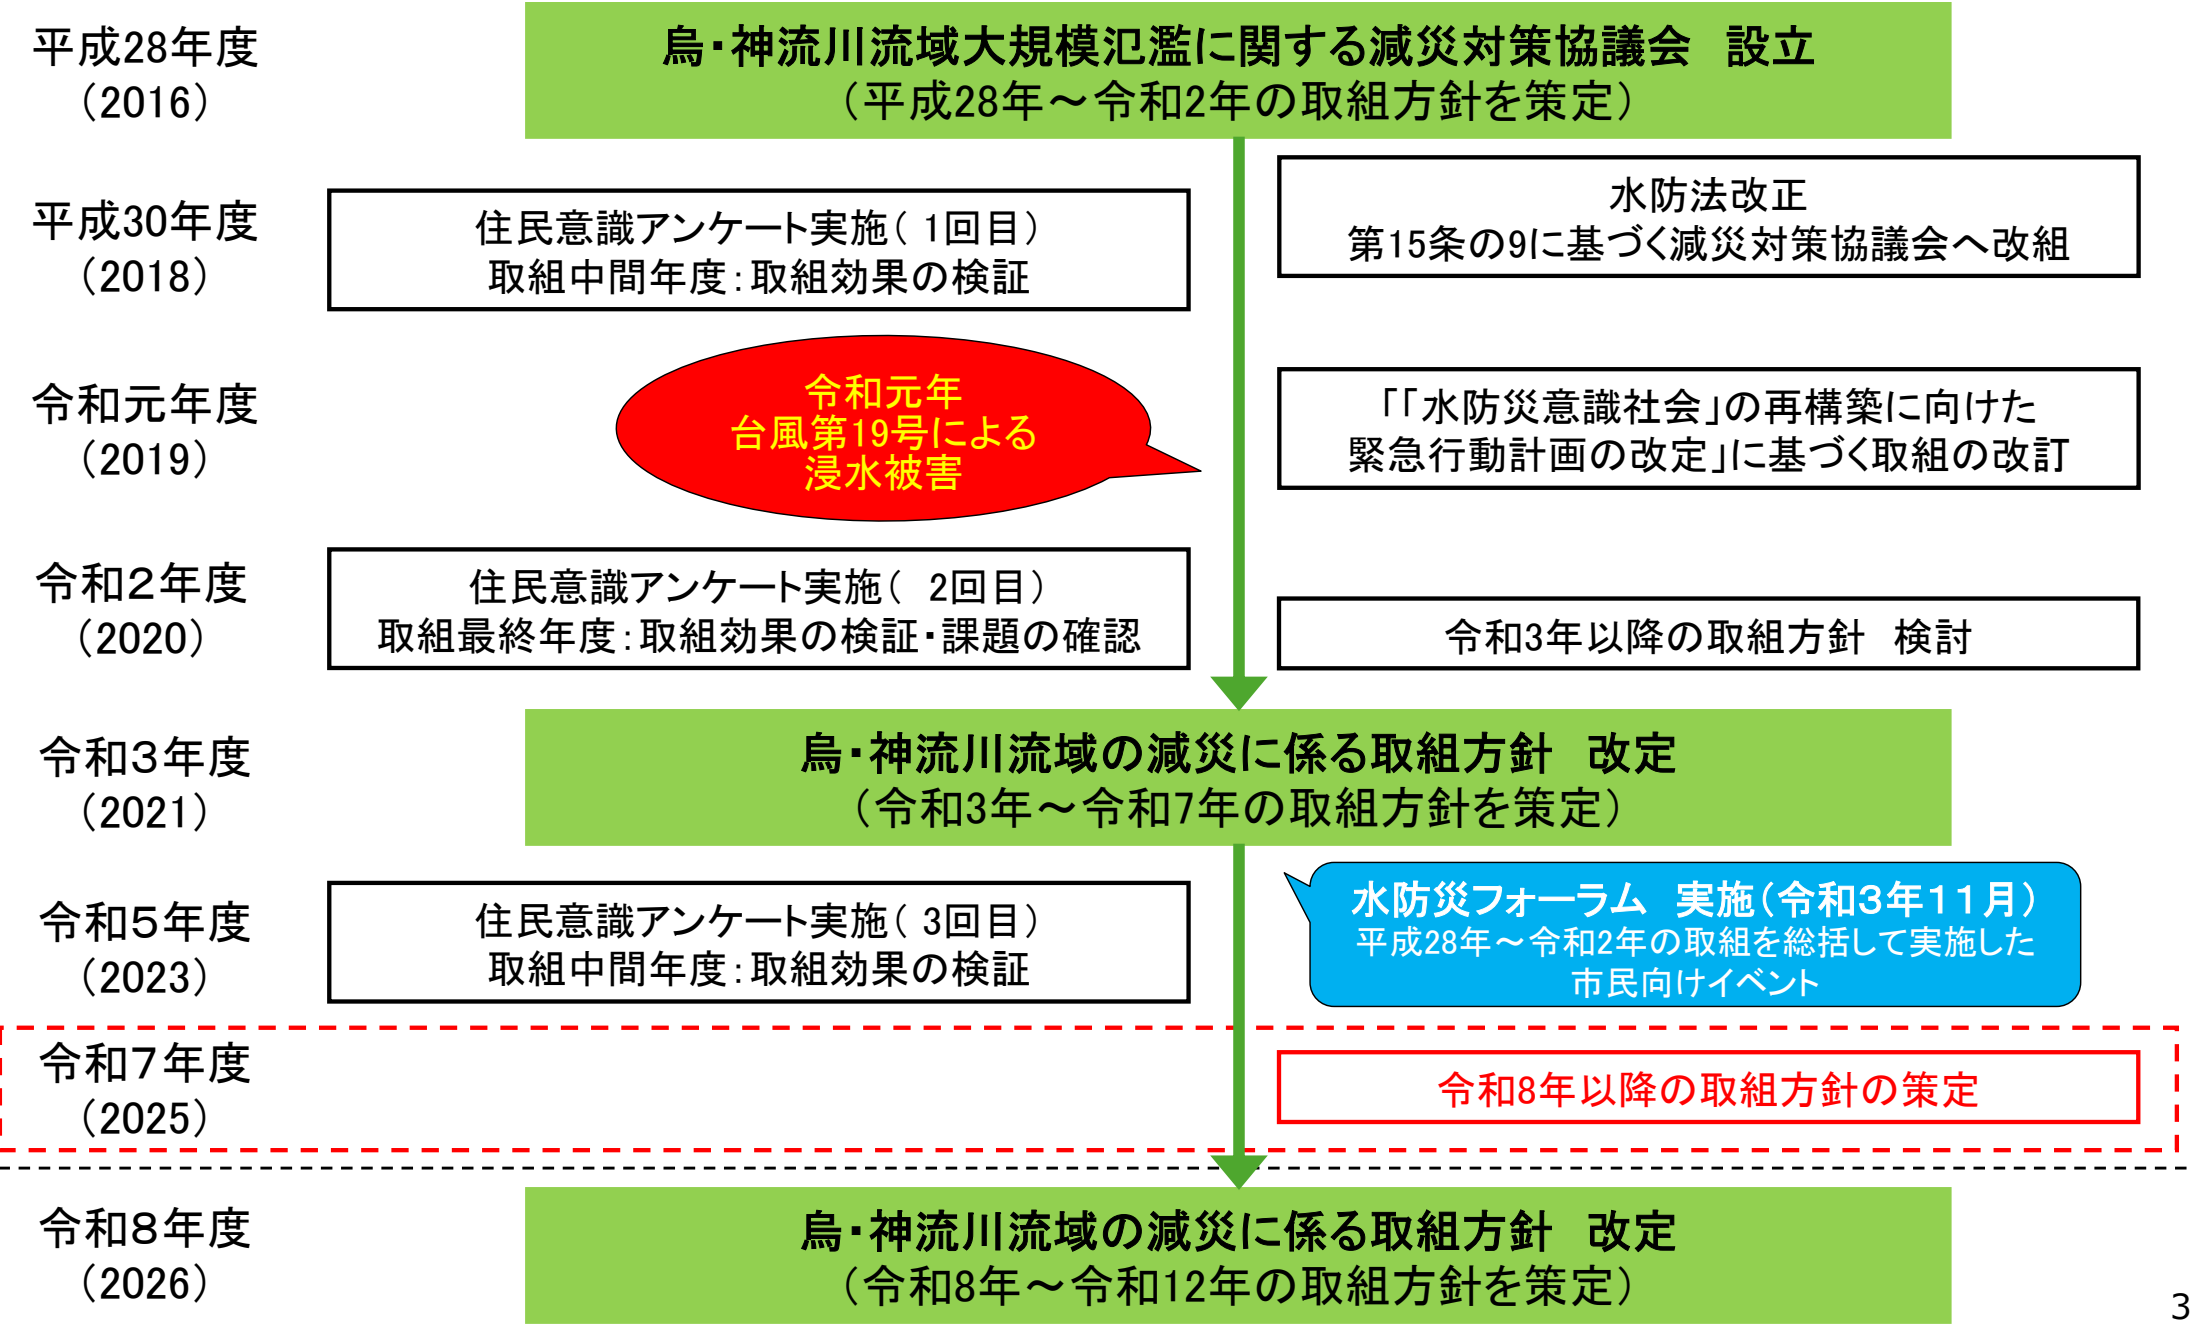 平成28年度
（2016）
烏・神流川流域大規模氾濫に関する減災対策協議会　設立
（平成28年～令和2年の取組方針を策定）
平成30年度
（2018）
住民意識アンケート実施（ 1回目）
取組中間年度：取組効果の検証
水防法改正
第15条の9に基づく減災対策協議会へ改組
令和元年度
（2019）
令和元年
台風第19号による
浸水被害
「「水防災意識社会」の再構築に向けた
緊急行動計画の改定」に基づく取組の改訂
令和２年度
（2020）
住民意識アンケート実施（ 2回目）
取組最終年度：取組効果の検証・課題の確認
令和3年以降の取組方針　検討
令和３年度
（2021）
烏・神流川流域の減災に係る取組方針　改定
（令和3年～令和7年の取組方針を策定）
令和５年度
（2023）
住民意識アンケート実施（ 3回目）
取組中間年度：取組効果の検証
水防災フォーラム　実施（令和３年１１月）
平成28年～令和2年の取組を総括して実施した
市民向けイベント
令和７年度
（2025）
令和8年以降の取組方針の策定
令和８年度
（2026）
烏・神流川流域の減災に係る取組方針　改定
（令和8年～令和12年の取組方針を策定）
3